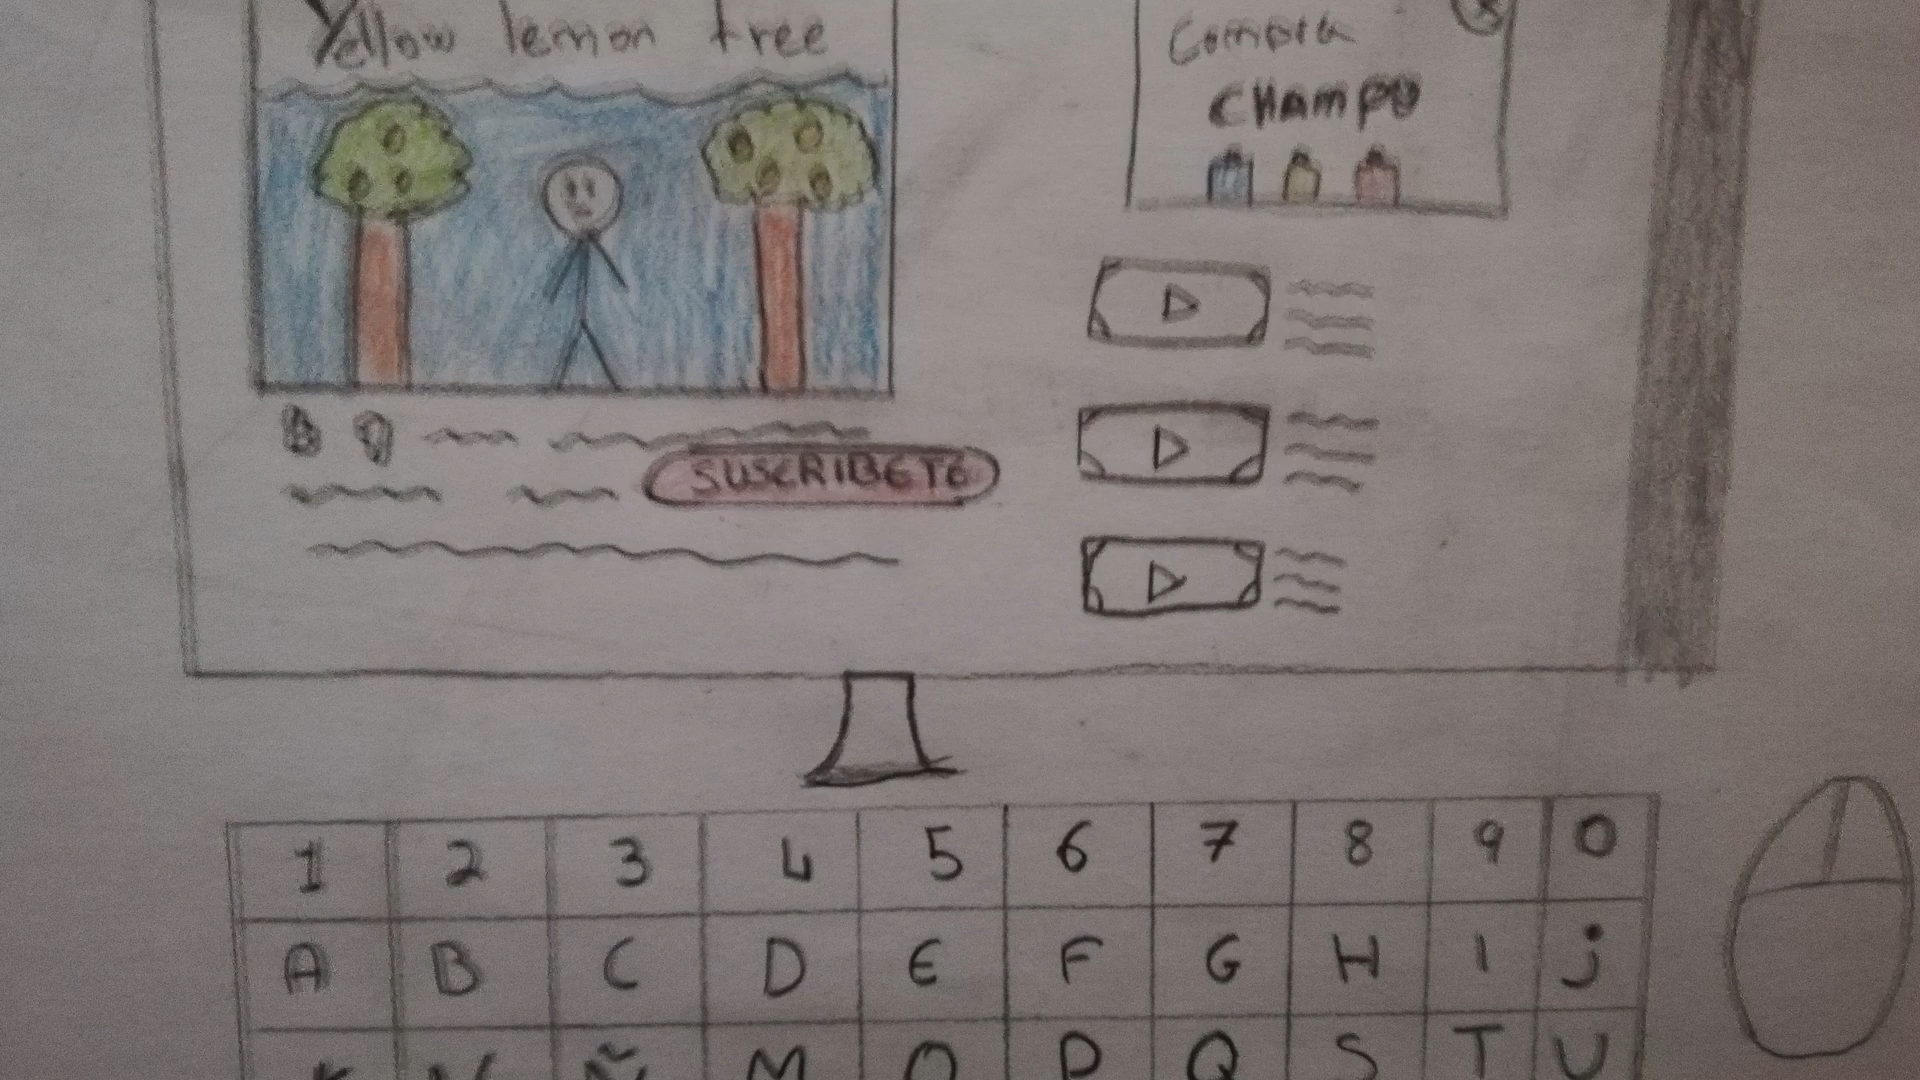 Yellow lemon tree
Compra
CHAMPO
SUSCRIBETE
1 2 3 4 5 6 7 8 9 0
A B C D E F G H I j
Ñ M O P Q S T U